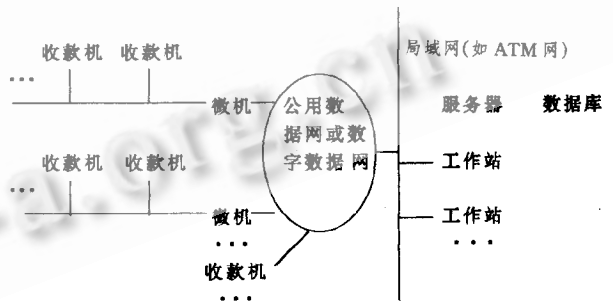 收款机 收款机
...
微机
收款机 收款机
...
微机
...
收款机
...
公用数
据网或数
字数据网
局域网(如 ATM 网)
服务器 数据库
工作站
工作站
...